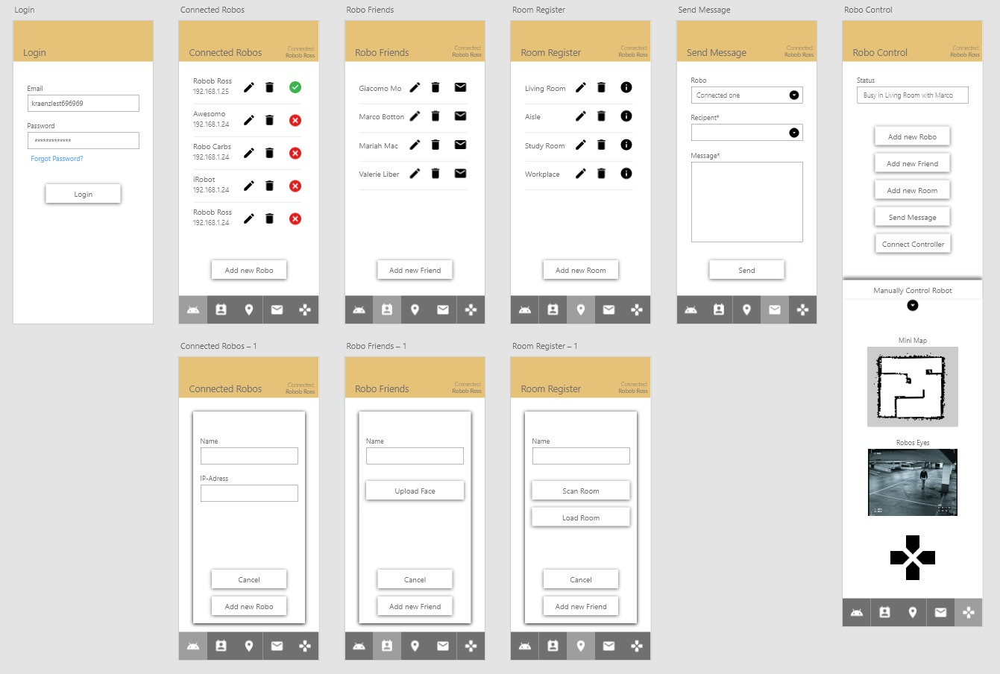 Login
Login
Email
kraenzlest696969
Password
*************
Forgot Password?
Login
Connected Robos
Connected Robos
Connected:
Robob Ross
Robob Ross
192.168.1.25
Awesomo
192.168.1.24
Robo Carbs
192.168.1.24
iRobot
192.168.1.24
Robob Ross
192.168.1.24
Add new Robo
Robo Friends
Robo Friends
Connected:
Robob Ross
Giacomo Mo
Marco Botton
Mariah Mac
Valerie Liber
Add new Friend
Room Register
Room Register
Connected:
Robob Ross
Living Room
Aisle
Study Room
Workplace
Add new Room
Send Message
Send Message
Connected:
Robob Ross
Robo
Connected one
Recipent*
Message*
Send
Robo Control
Robo Control
Connected:
Robob Ross
Status
Busy in Living Room with Marco
Add new Robo
Add new Friend
Add new Room
Send Message
Connect Controller
Manually Control Robot
Mini Map
Robos Eyes
Connected Robos – 1
Connected Robos
Connected:
Robob Ross
Name
IP-Adress
Cancel
Add new Robo
Robo Friends – 1
Robo Friends
Connected:
Robob Ross
Name
Upload Face
Cancel
Add new Friend
Room Register – 1
Room Register
Connected:
Robob Ross
Name
Scan Room
Load Room
Cancel
Add new Friend